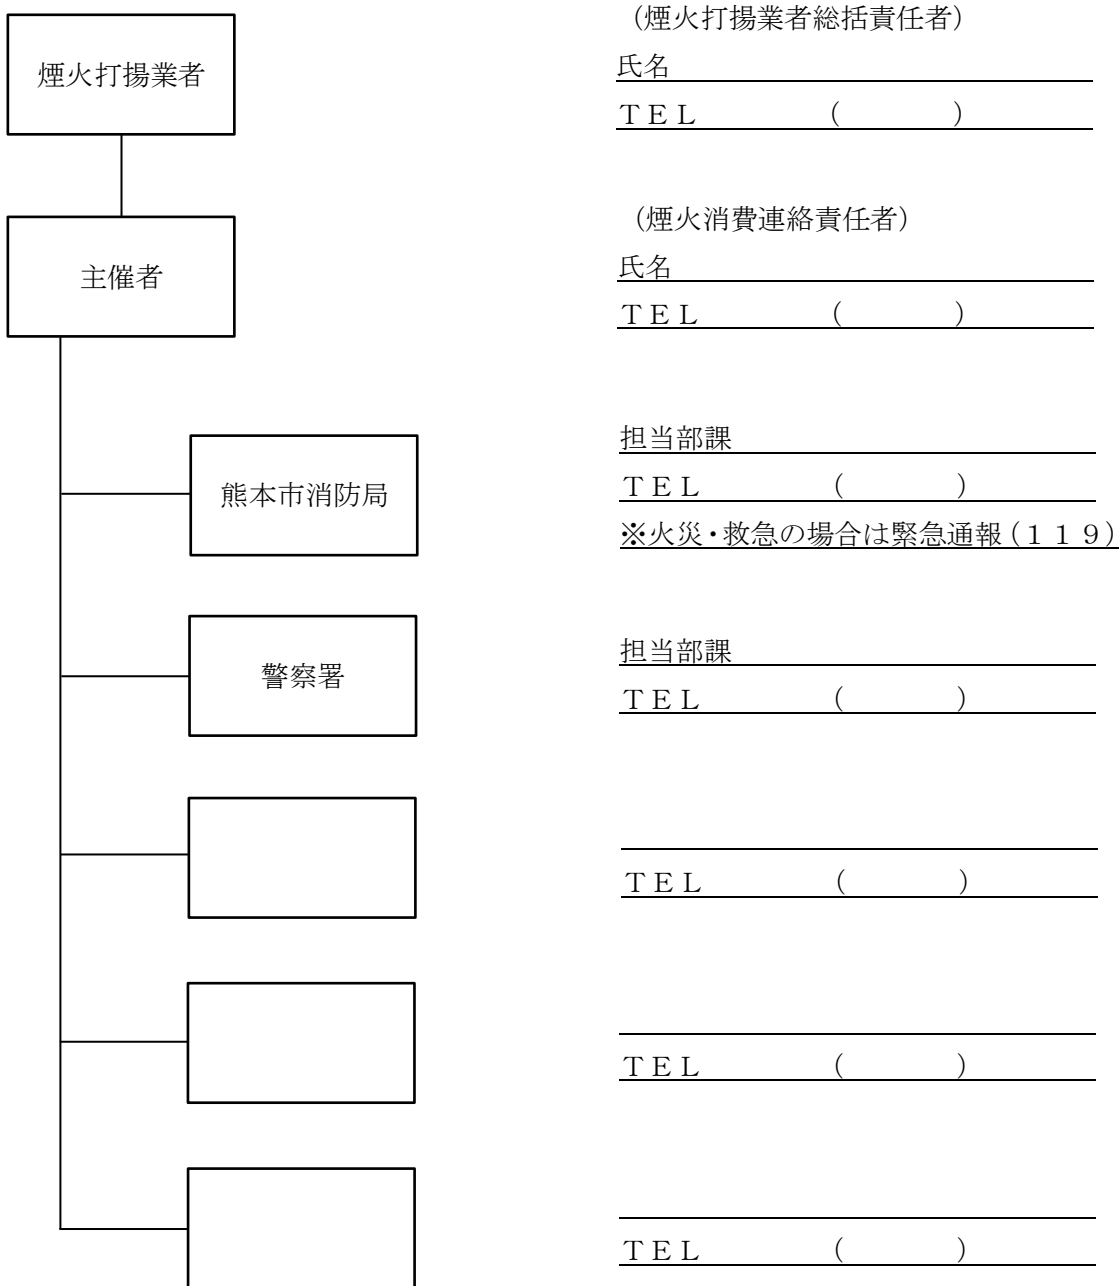 （煙火打揚業者総括責任者）
煙火打揚業者
氏名
ＴＥＬ　　　　（　　　　）
（煙火消費連絡責任者）
主催者
氏名
ＴＥＬ　　　　（　　　　）
担当部課
熊本市消防局
ＴＥＬ　　　　（　　　　）
※火災・救急の場合は緊急通報（１１９）
担当部課
警察署
ＴＥＬ　　　　（　　　　）
ＴＥＬ　　　　（　　　　）
ＴＥＬ　　　　（　　　　）
ＴＥＬ　　　　（　　　　）